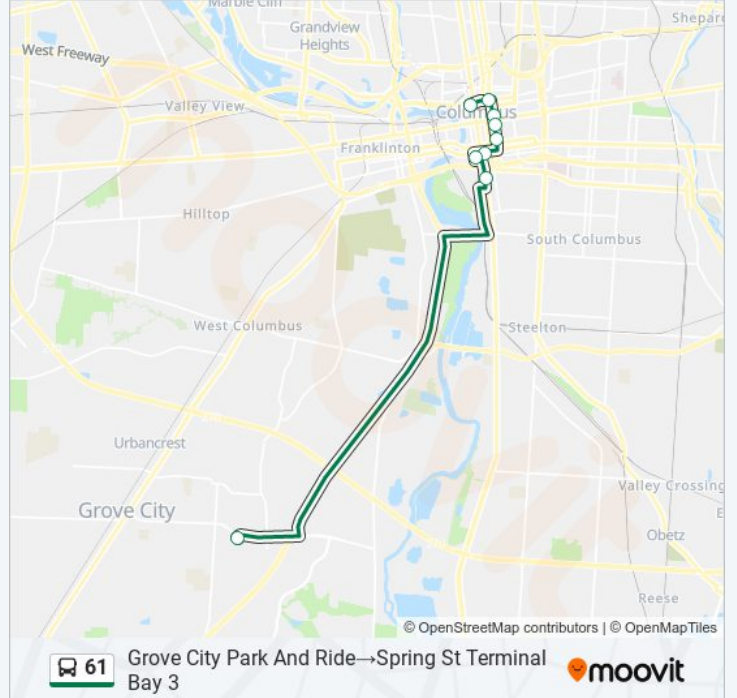 Marble Cliff
Shepard
Grandview
Heights
West Freeway
Valley View
Columbus
Franklinton
Hilltop
South Columbus
West Columbus
Steelton
Urbancrest
Valley Crossing
Grove City
Obetz
Reese
© OpenStreetMap contributors | © OpenMapTiles
61
Grove City Park And Ride→Spring St Terminal
Bay 3
moovit